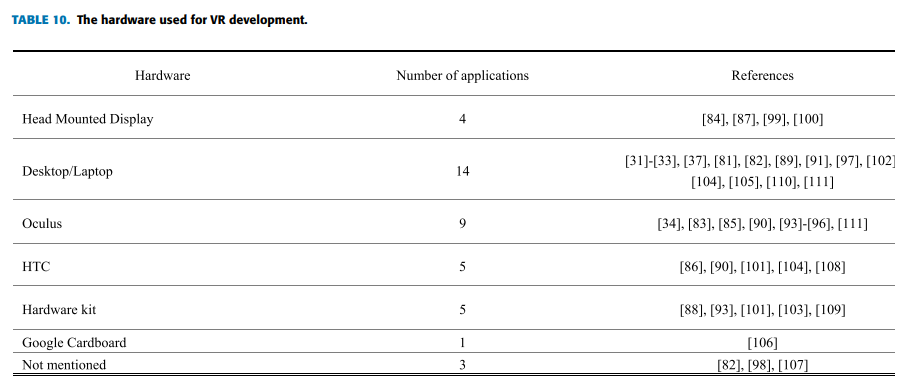 TABLE 10. The hardware used for VR development.
Hardware Number of applications References
Head Mounted Display 4 [84], [87], [99], [100]
Desktop/Laptop 14 [31]-[33], [37], [81], [82], [89], [91], [97], [102]
[104], [105], [110], [111]
Oculus 9 [34], [83], [85], [90], [93]-[96], [111]
HTC 5 [86], [90], [101], [104], [108]
Hardware kit 5 [88], [93], [101], [103], [109]
Google Cardboard 1 [106]
Not mentioned 3 [82], [98], [107]